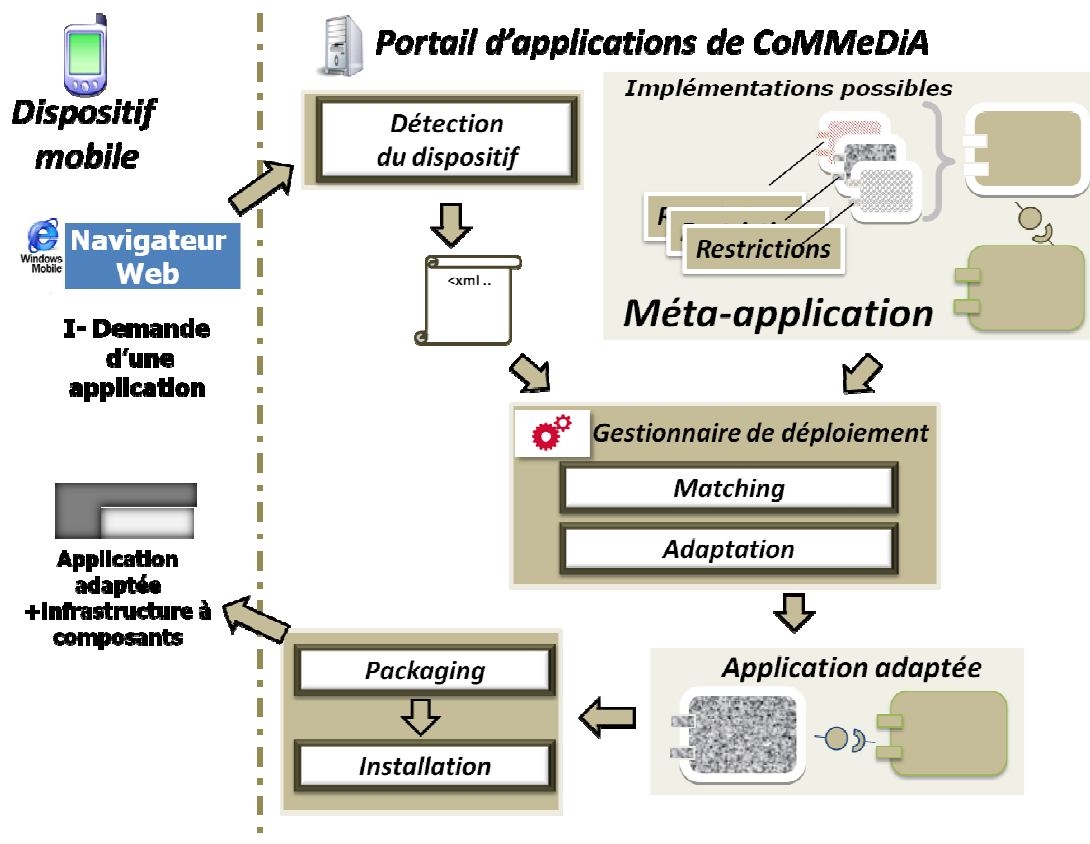 Portail d'applications de CoMMeDiA
Dispositif
mobile
Détection
du dispositif
Implémentations possibles
Restrictions
Méta-application
Windows
Mobile
Navigateur
Web
<xml ..
I- Demande
d'une
application
Gestionnaire de déploiement
Matching
Adaptation
Application
adaptée
+Infrastructure à
composants
Packaging
Installation
Application adaptée